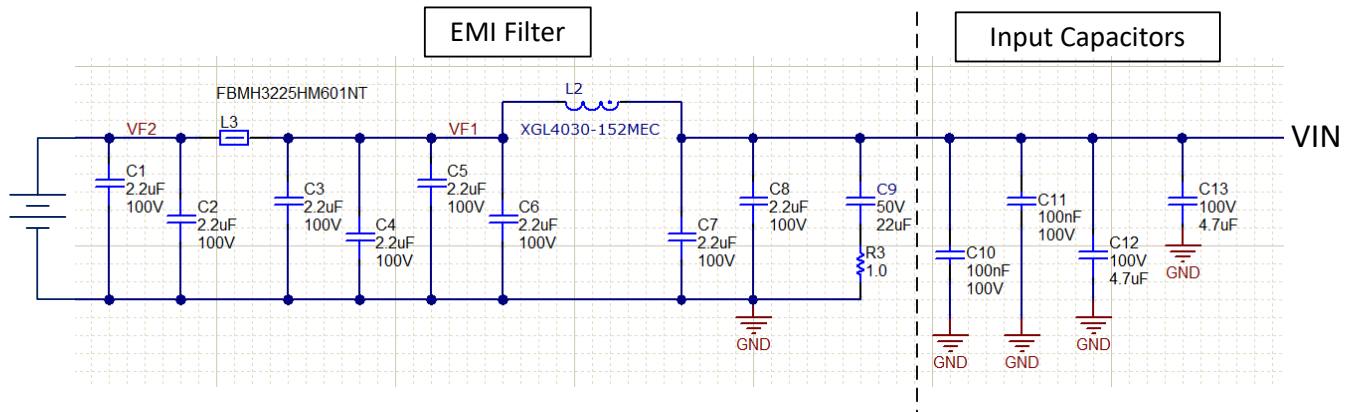 EMI Filter
Input Capacitors
FBMH3225HM601NT
L3
VF2
L2
XGL4030-152MEC
VF1
VIN
C1
2.2uF
100V
C2
2.2uF
100V
C3
2.2uF
100V
C4
2.2uF
100V
C5
2.2uF
100V
C6
2.2uF
100V
C7
2.2uF
100V
C8
2.2uF
100V
C9
50V
22uF
R3
1.0
GND
C10
100nF
100V
GND
C11
100nF
100V
GND
C12
100V
4.7uF
GND
C13
100V
4.7uF
GND